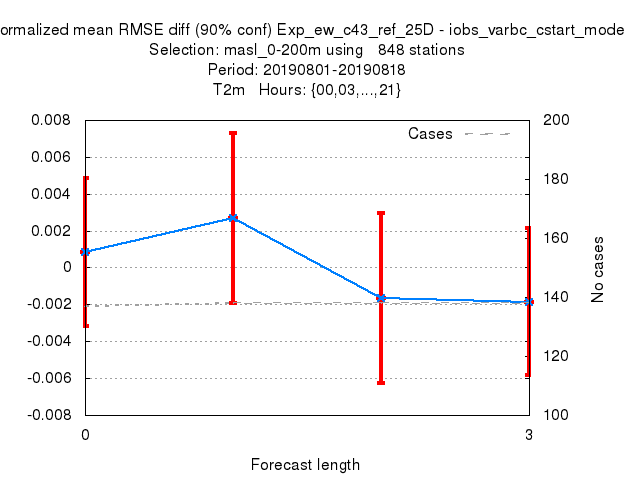 ormalized mean RMSE diff (90% conf) Exp_ew_c43_ref_25D - iobs_varbc_cstart_mode
Selection: masl_0-200m using 848 stations
Period: 20190801-20190818
T2m Hours: {00,03,...,21}
Cases
0.008
0.006
0.004
0.002
0
-0.002
-0.004
-0.006
-0.008
200
180
160
140
120
100
No cases
0
3
Forecast length